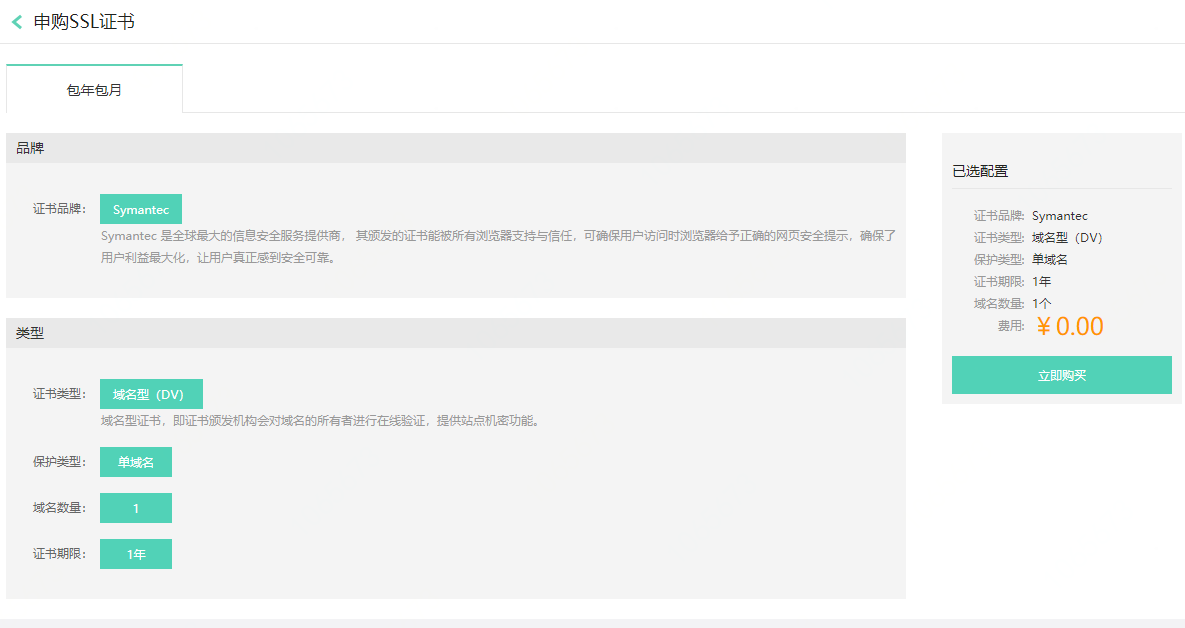 申购SSL证书
包年包月
品牌
证书品牌: Symantec
Symantec 是全球最大的信息安全服务提供商， 其颁发的证书能被所有浏览器支持与信任，可确保用户访问时浏览器给予正确的网页安全提示，确保了
用户利益最大化，让用户真正感到安全可靠。
类型
证书类型: 域名型（DV）
域名型证书，即证书颁发机构会对域名的所有者进行在线验证，提供站点机密功能。
保护类型: 单域名
域名数量: 1
证书期限: 1年
已选配置
证书品牌: Symantec
证书类型: 域名型（DV）
保护类型: 单域名
证书期限: 1年
域名数量: 1个
费用: ￥0.00
立即购买